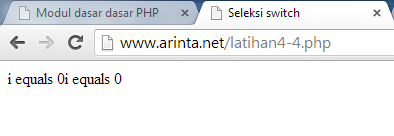 Modul dasar dasar PHP
Seleksi switch
www.arinta.net/latihan4-4.php
i equals 0i equals 0